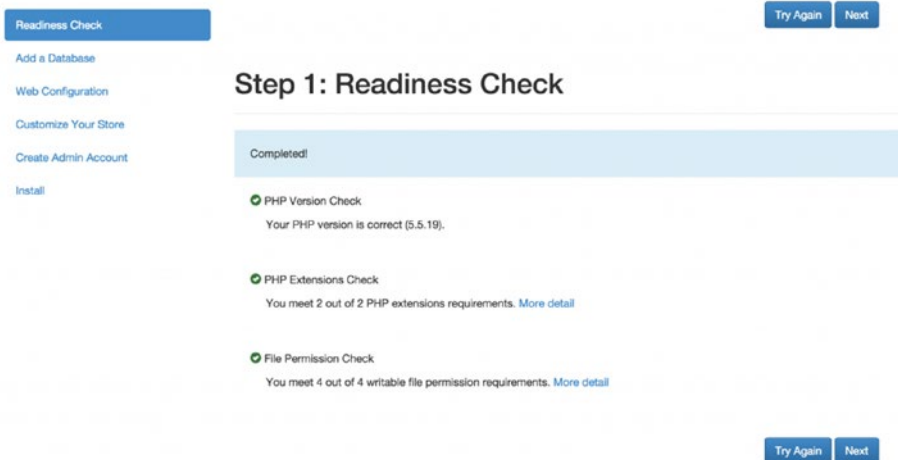 Readiness Check
Add a Database
Web Configuration
Customize Your Store
Create Admin Account
Install
Try Again
Next
Step 1: Readiness Check
Completed!
PHP Version Check
Your PHP version is correct (5.5.19).
PHP Extensions Check
You meet 2 out of 2 PHP extensions requirements. More detail
File Permission Check
You meet 4 out of 4 writable file permission requirements. More detail
Try Again
Next